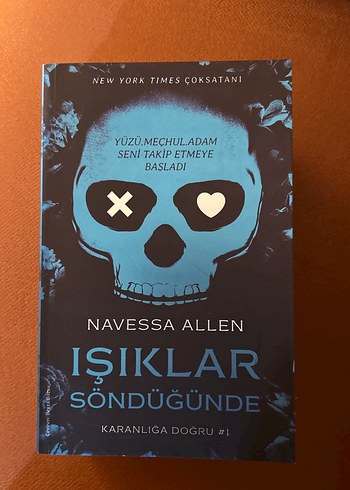 NEW YORK TIMES ÇOKSATANI
YÜZÜ.MEÇHUL.ADAM
SENİ TAKİP ETMEYE
BAŞLADI
NAVESSA ALLEN
IŞIKLAR
SÖNDÜĞÜNDE
KARANLIĞA DOĞRU #1